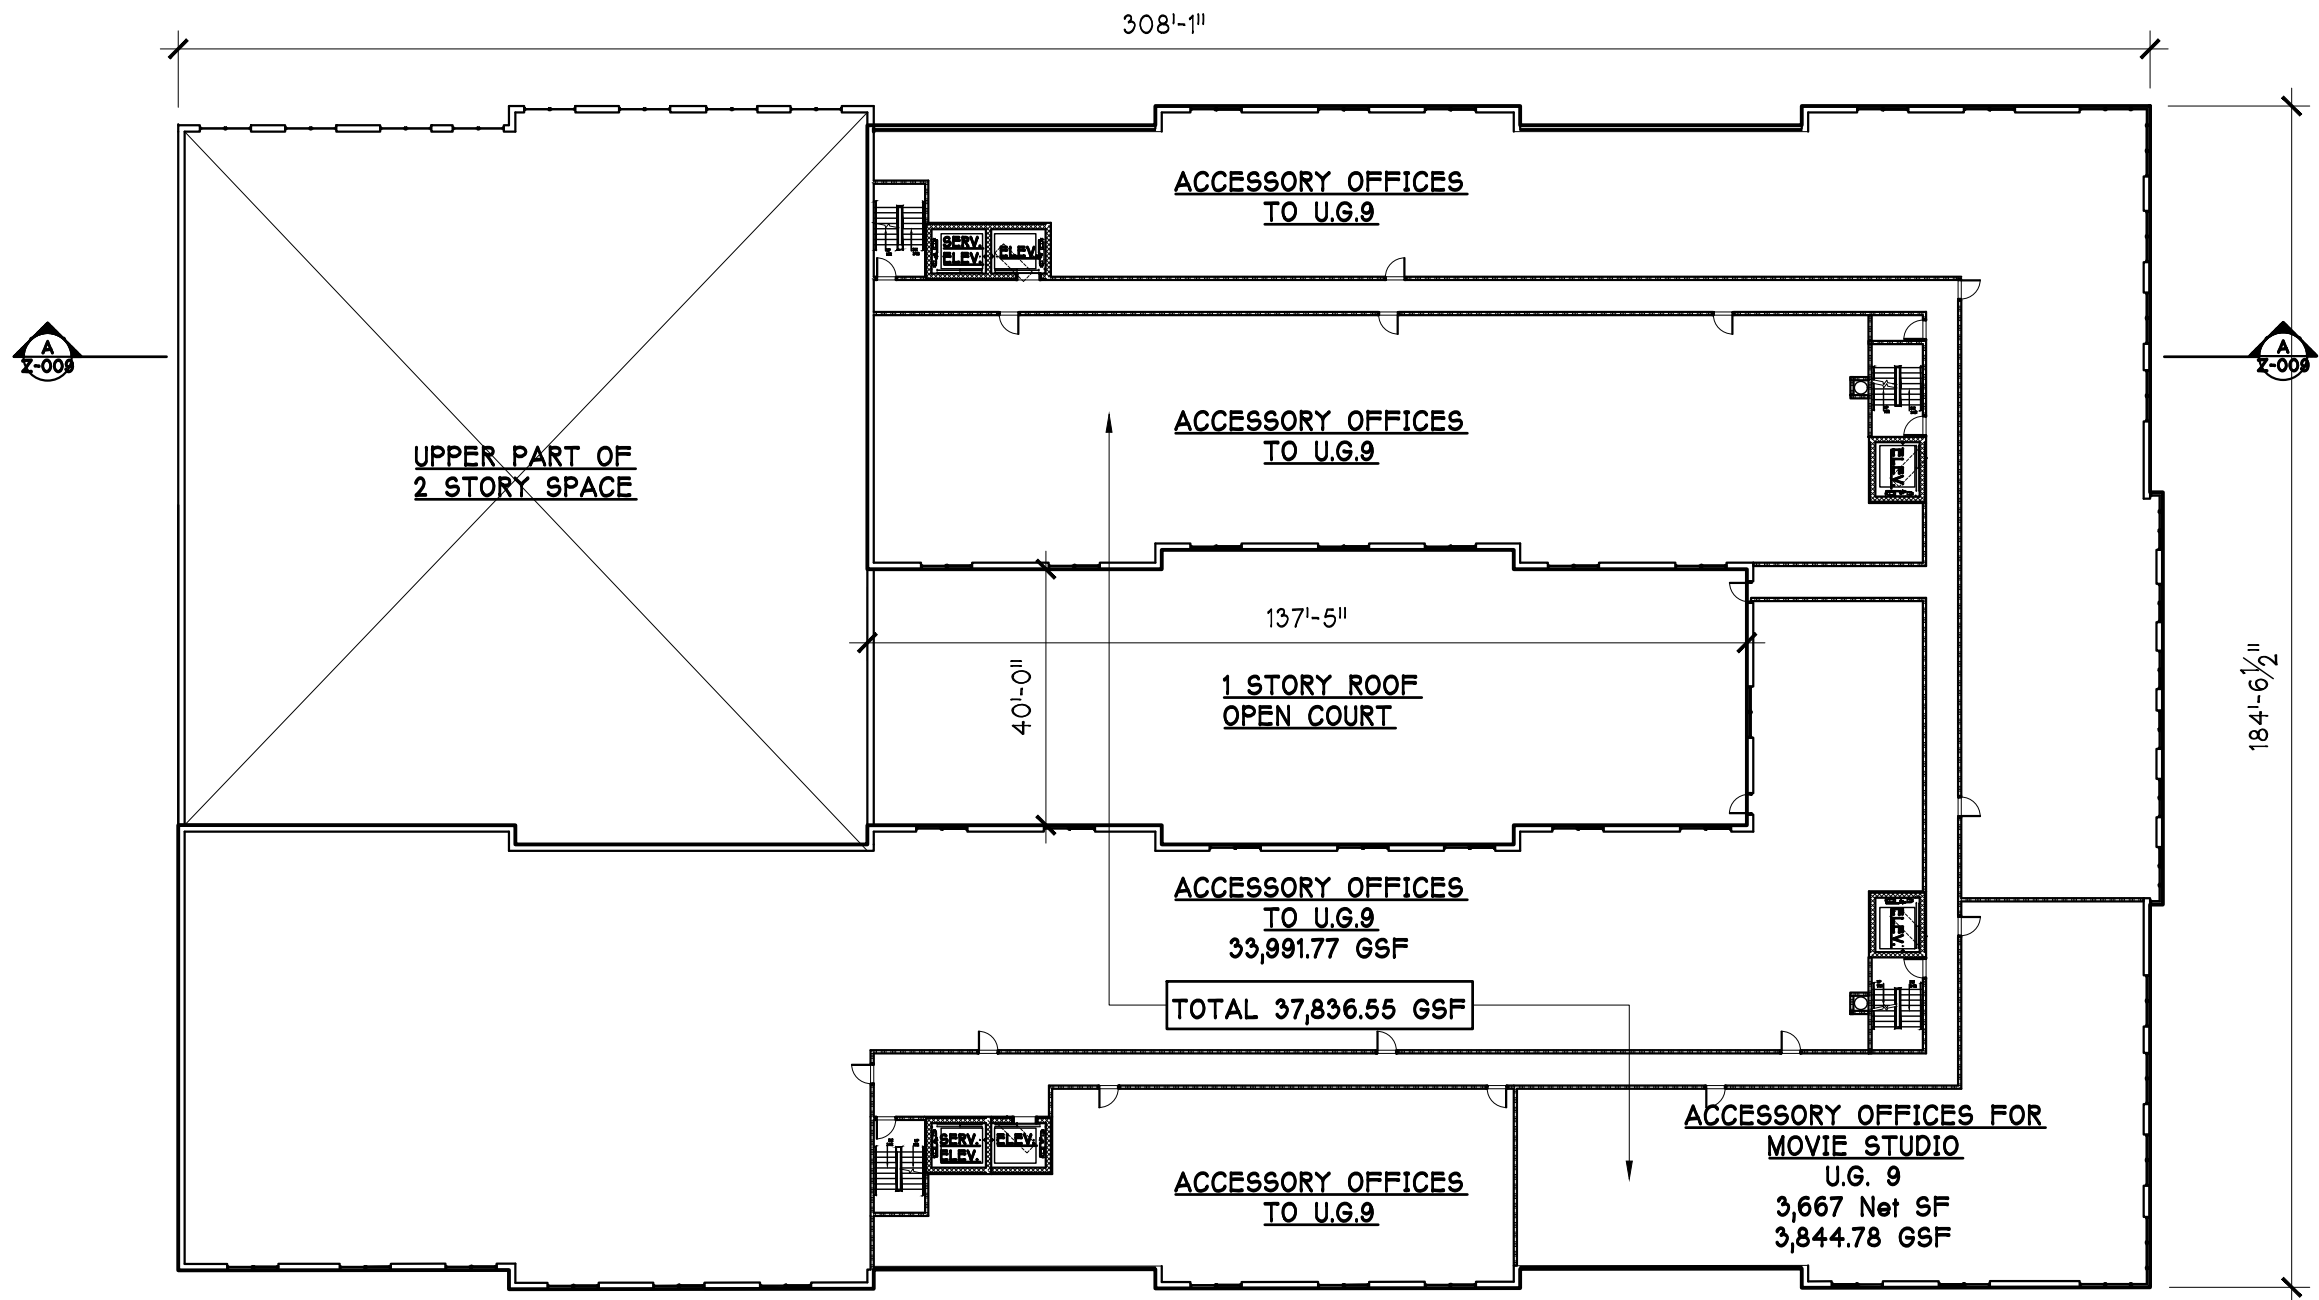 308'-1"
ACCESSORY OFFICES
TO U.G.9
SERV.
ELEV.
ELEV.
A
Z-009
A
Z-009
ACCESSORY OFFICES
TO U.G.9
UPPER PART OF
2 STORY SPACE
ELEV.
137'-5"
40'-0"
1 STORY ROOF
OPEN COURT
184'-6½"
ACCESSORY OFFICES
TO U.G.9
33,991.77 GSF
ELEV.
TOTAL 37,836.55 GSF
SERV.
ELEV.
ELEV.
ACCESSORY OFFICES
TO U.G.9
ACCESSORY OFFICES FOR
MOVIE STUDIO
U.G. 9
3,667 Net SF
3,844.78 GSF